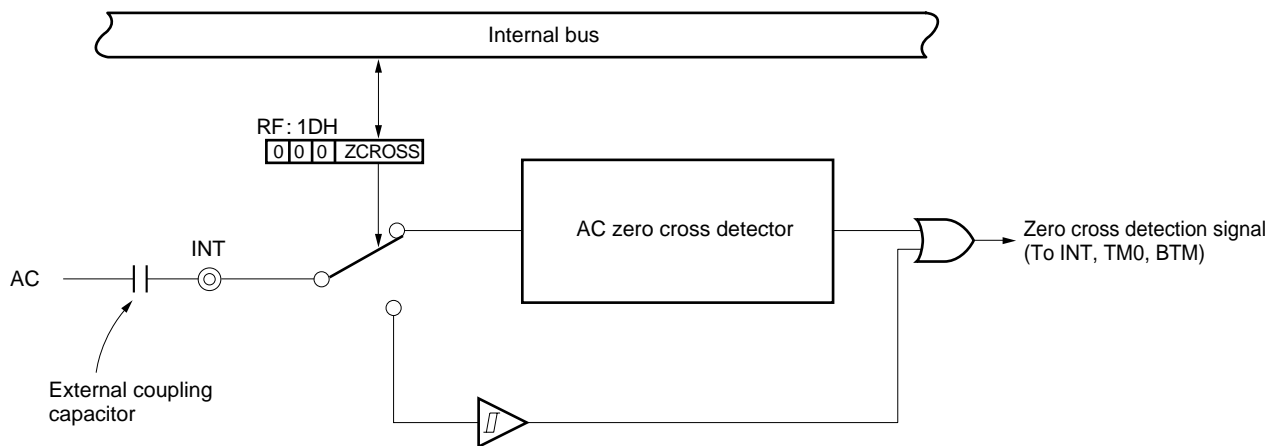 Internal bus
RF: 1DH
0 0 0 ZCROSS
AC zero cross detector
Zero cross detection signal
(To INT, TM0, BTM)
INT
AC
External coupling
capacitor